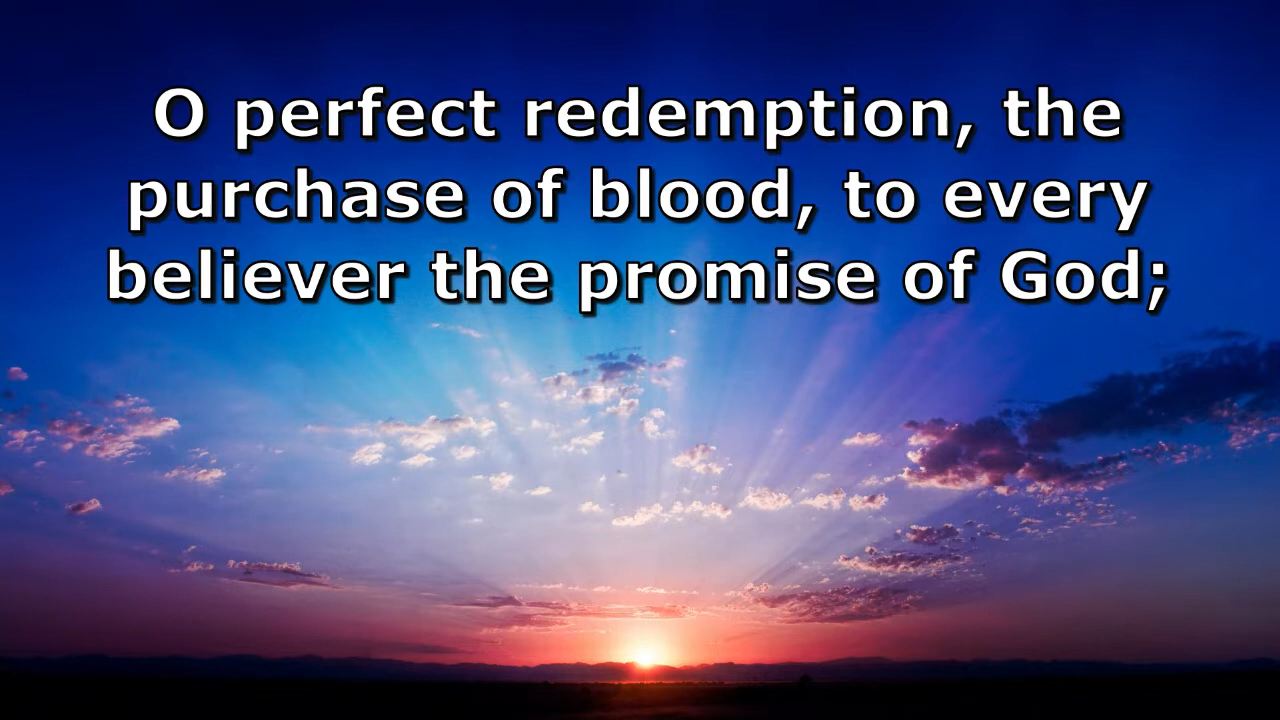 O perfect redemption, the
purchase of blood, to every
believer the promise of God;